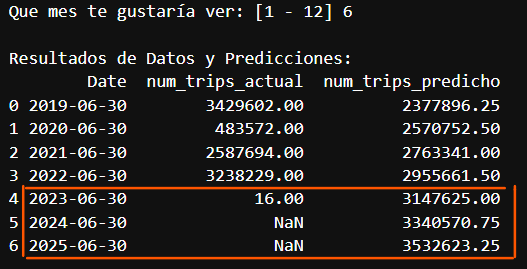 Que mes te gustaría ver: [1 - 12] 6
Resultados de Datos y Predicciones:
Date num_trips_actual num_trips_predicho
0 2019-06-30 3429602.00 2377896.25
1 2020-06-30 483572.00 2570752.50
2 2021-06-30 2587694.00 2763341.00
3 2022-06-30 3238229.00 2955661.50
4 2023-06-30 16.00 3147625.00
5 2024-06-30 NaN 3340570.75
6 2025-06-30 NaN 3532623.25